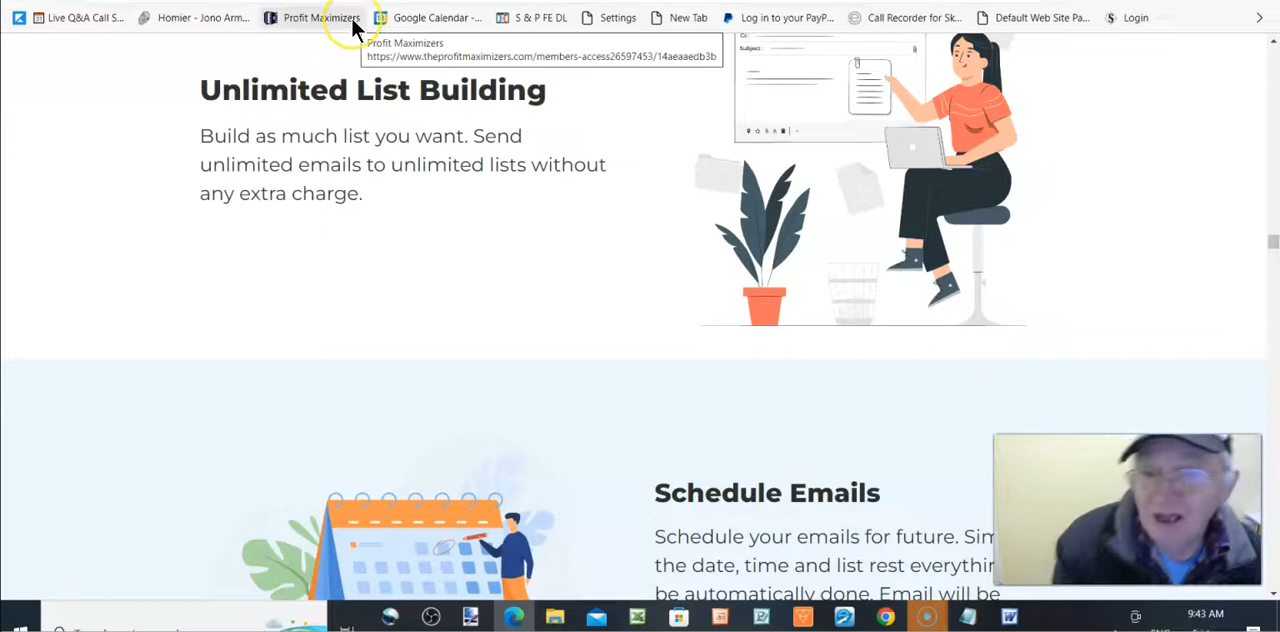 Live Q&A Call S... Homier - Jono Arm... Profit Maximizers Google Calendar -... S & P FE DL Settings New Tab Log in to your PayP... Call Recorder for Sk... Default Web Site Pa... Login
Profit Maximizers
https://www.theprofitmaximizers.com/members-access26597453/14aeaaedb3b
Subject:
Unlimited List Building
Build as much list you want. Send
unlimited emails to unlimited lists without
any extra charge.
Schedule Emails
Schedule your emails for future. Sim
the date, time and list rest everythin
be automatically done. Email will be
9:43 AM